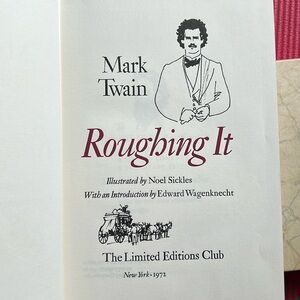 Mark
Twain
Roughing It
Illustrated by Noel Sickles
With an Introduction by Edward Wagenknecht
The Limited Editions Club
New York · 1972